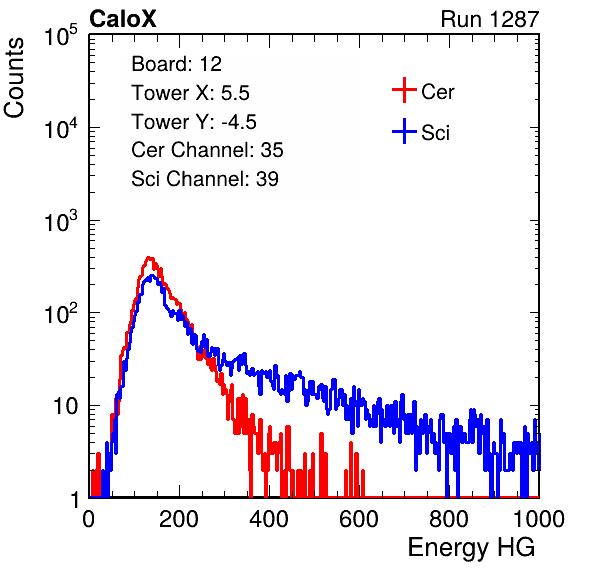 CaloX Run 1287
Counts
10^5
10^4
10^3
10^2
10
1
Board: 12
Tower X: 5.5
Tower Y: -4.5
Cer Channel: 35
Sci Channel: 39
Cer
Sci
0 200 400 600 800 1000
Energy HG